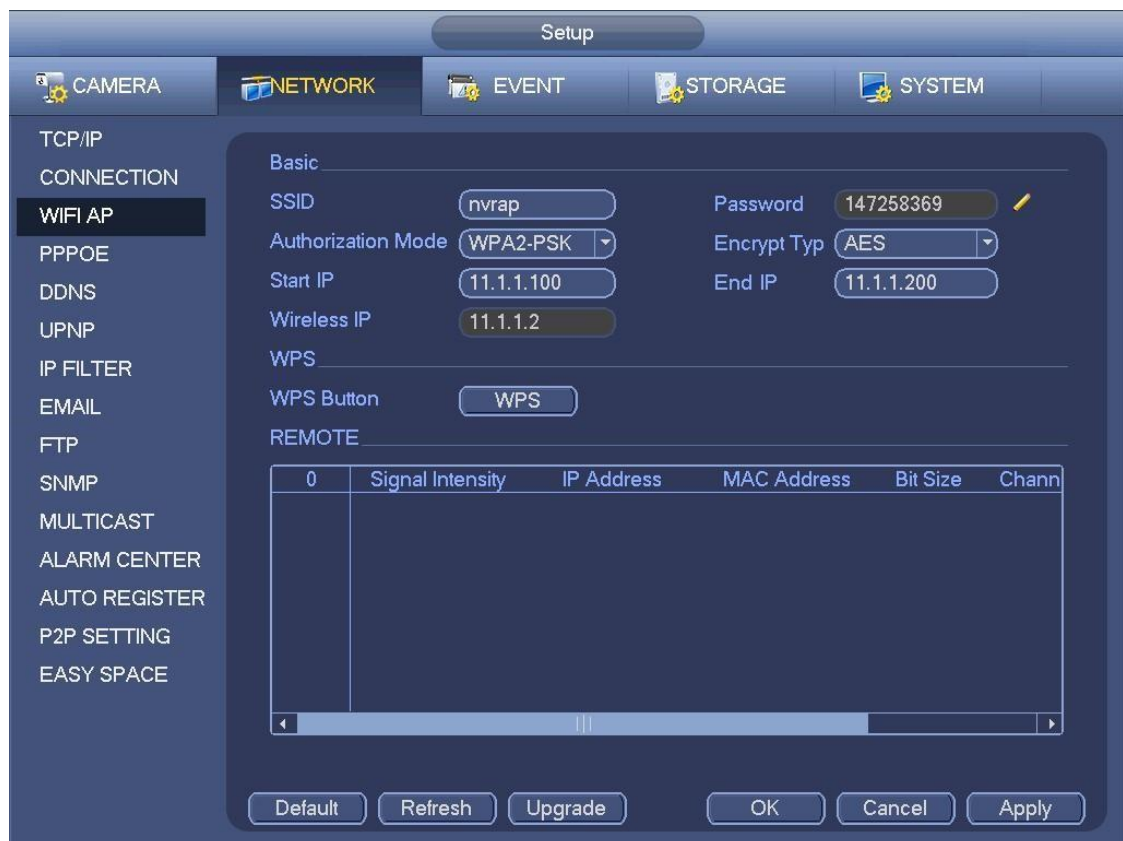 Setup
CAMERA NETWORK EVENT STORAGE SYSTEM
TCP/IP
CONNECTION
WIFI AP
PPPOE
DDNS
UPNP
IP FILTER
EMAIL
FTP
SNMP
MULTICAST
ALARM CENTER
AUTO REGISTER
P2P SETTING
EASY SPACE
Basic
SSID nvrap Password 147258369
Authorization Mode WPA2-PSK Encrypt Typ AES
Start IP 11.1.1.100 End IP 11.1.1.200
Wireless IP 11.1.1.2
WPS
WPS Button WPS
REMOTE
0 Signal Intensity IP Address MAC Address Bit Size Chann
Default Refresh Upgrade OK Cancel Apply